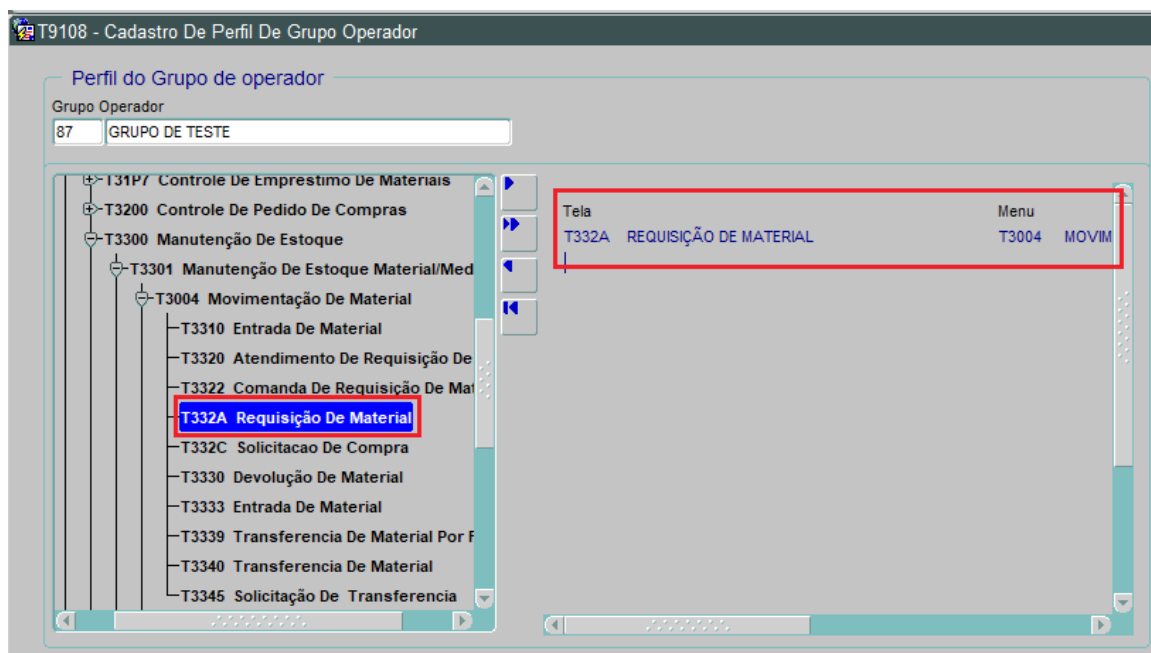 T9108 - Cadastro De Perfil De Grupo Operador
Perfil do Grupo de operador
Grupo Operador
87 GRUPO DE TESTE
T31P7 Controle De Emprestimo De Materiais
T3200 Controle De Pedido De Compras
T3300 Manutenção De Estoque
T3301 Manutenção De Estoque Material/Med
T3004 Movimentação De Material
T3310 Entrada De Material
T3320 Atendimento De Requisição De
T3322 Comanda De Requisição De Mat
T332A Requisição De Material
T332C Solicitacao De Compra
T3330 Devolução De Material
T3333 Entrada De Material
T3339 Transferencia De Material Por F
T3340 Transferencia De Material
T3345 Solicitação De Transferencia
Tela Menu
T332A REQUISIÇÃO DE MATERIAL T3004 MOVIM